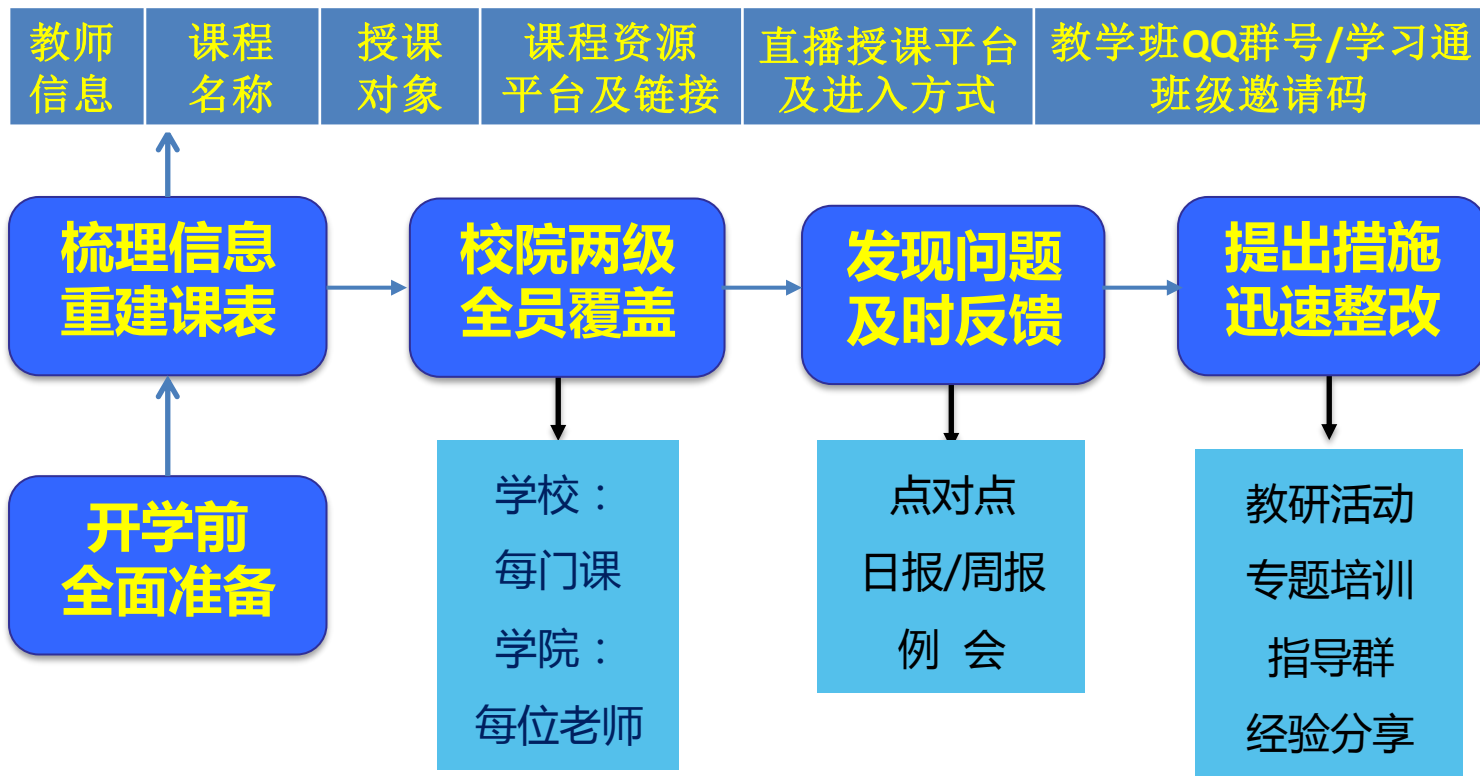 教师
信息
课程
名称
授课
对象
课程资源
平台及链接
直播授课平台
及进入方式
教学班QQ群号/学习通
班级邀请码
梳理信息
重建课表
校院两级
全员覆盖
发现问题
及时反馈
提出措施
迅速整改
开学前
全面准备
学校：
每门课
学院：
每位老师
点对点
日报/周报
例 会
教研活动
专题培训
指导群
经验分享